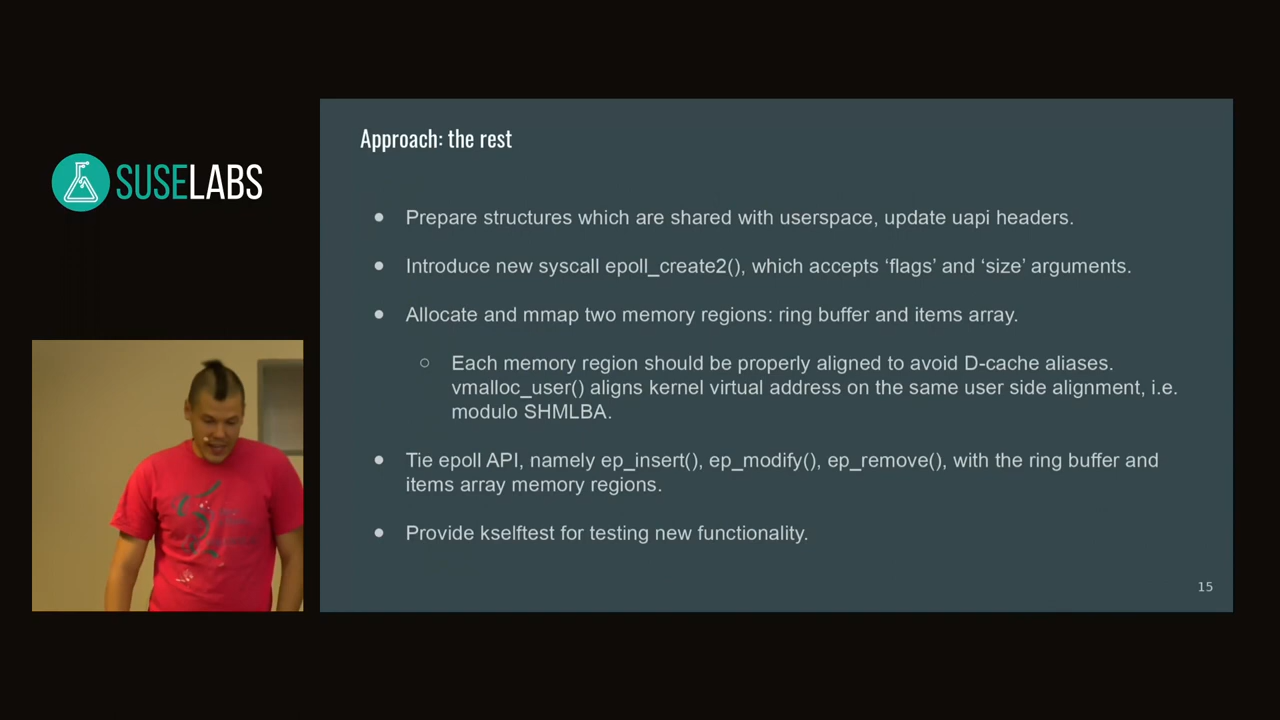 SUSELABS
Approach: the rest
● Prepare structures which are shared with userspace, update uapi headers.
● Introduce new syscall epoll_create2(), which accepts ‘flags’ and ‘size’ arguments.
● Allocate and mmap two memory regions: ring buffer and items array.
○ Each memory region should be properly aligned to avoid D-cache aliases.
vmalloc_user() aligns kernel virtual address on the same user side alignment, i.e.
modulo SHMLBA.
● Tie epoll API, namely ep_insert(), ep_modify(), ep_remove(), with the ring buffer and
items array memory regions.
● Provide kselftest for testing new functionality.
15